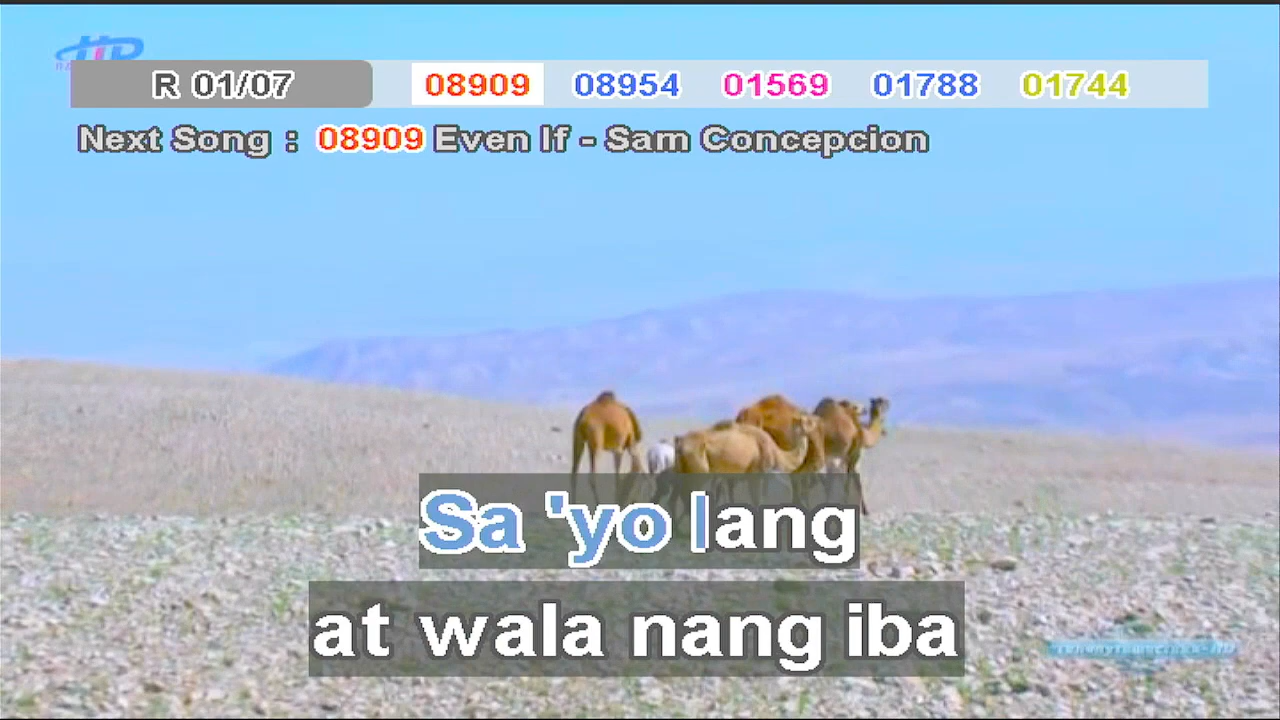 HD
R 01/07 08909 08954 01569 01788 01744
Next Song : 08909 Even If - Sam Concepcion
Sa 'yo lang
at wala nang iba